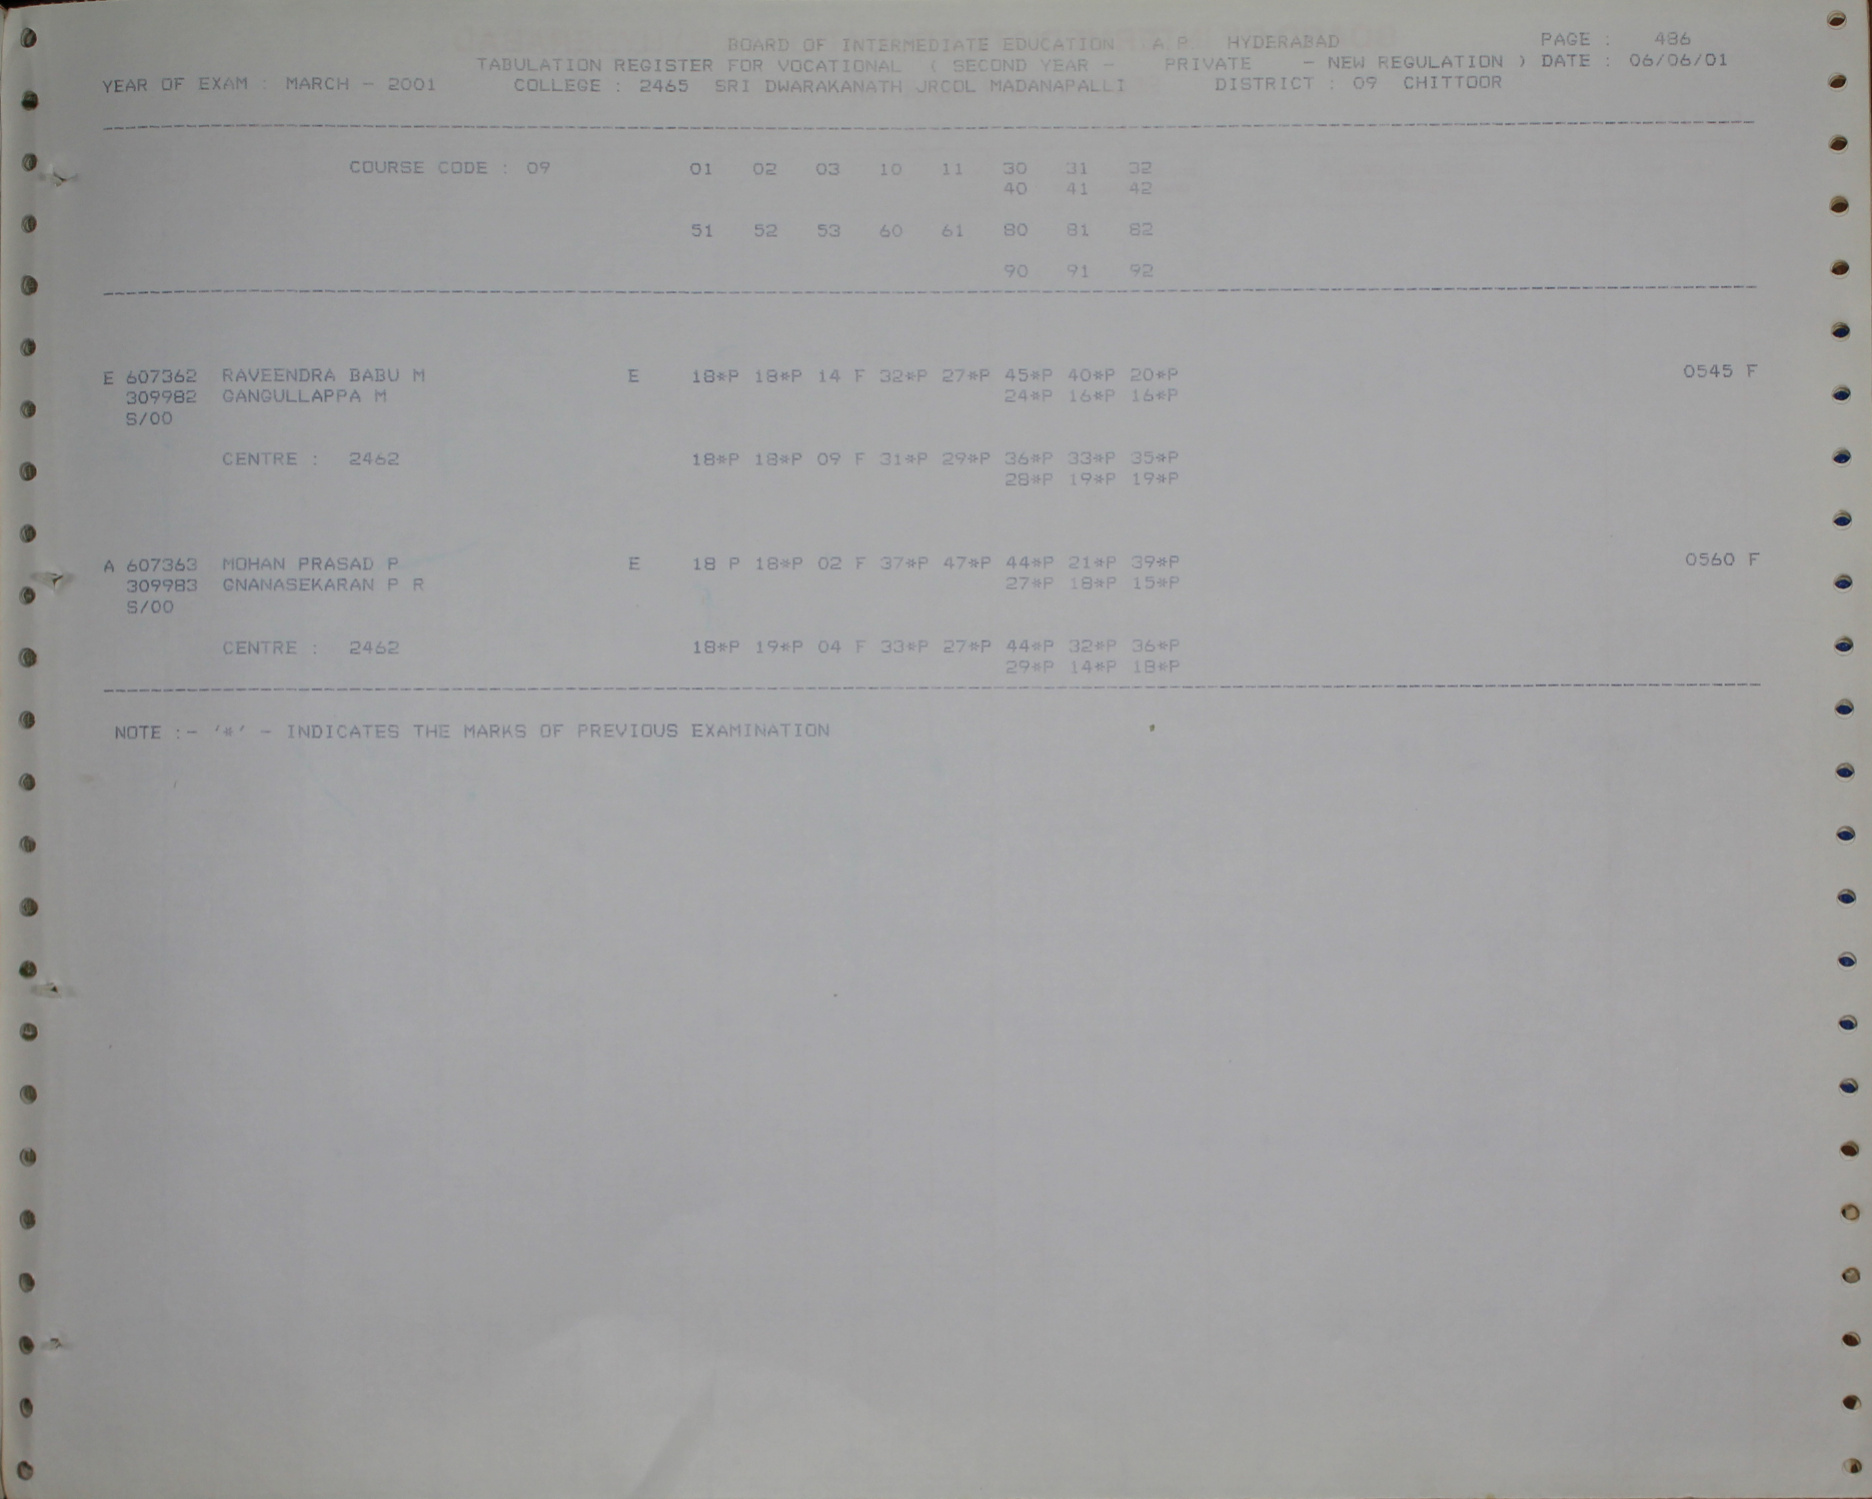 BOARD OF INTERMEDIATE EDUCATION A P HYDERABAD PAGE : 486
TABULATION REGISTER FOR VOCATIONAL ( SECOND YEAR - PRIVATE - NEW REGULATION ) DATE : 06/06/01
YEAR OF EXAM : MARCH - 2001 COLLEGE : 2465 SRI DWARAKANATH JRCOL MADANAPALLI DISTRICT : 09 CHITTOOR
COURSE CODE : 09 01 02 03 10 11 30 31 32
40 41 42
51 52 53 60 61 80 81 82
90 91 92
E 607362 RAVEENDRA BABU M E 18*P 18*P 14 F 32*P 27*P 45*P 40*P 20*P 0545 F
309982 GANGULLAPPA M 24*P 16*P 16*P
S/00
CENTRE : 2462 18*P 18*P 09 F 31*P 29*P 36*P 33*P 35*P
28*P 19*P 19*P
A 607363 MOHAN PRASAD P E 18 P 18*P 02 F 37*P 47*P 44*P 21*P 39*P 0560 F
309983 GNANASEKARAN P R 27*P 18*P 15*P
S/00
CENTRE : 2462 18*P 19*P 04 F 33*P 27*P 44*P 32*P 36*P
29*P 14*P 18*P
NOTE :- '*' - INDICATES THE MARKS OF PREVIOUS EXAMINATION